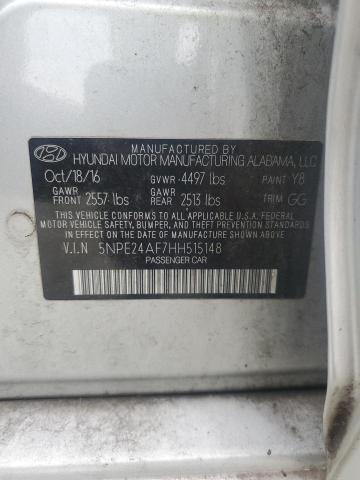 MANUFACTURED BY
HYUNDAI MOTOR MANUFACTURING ALABAMA, LLC
Oct/18/16 GVWR 4497 lbs PAINT Y8
GAWR FRONT 2557 lbs GAWR REAR 2513 lbs TRIM GG
THIS VEHICLE CONFORMS TO ALL APPLICABLE U.S. FEDERAL
MOTOR VEHICLE SAFETY, BUMPER, AND THEFT PREVENTION
STANDARDS IN EFFECT ON THE DATE OF MANUFACTURE SHOWN ABOVE.
V.I.N 5NPE24AF7HH515148
PASSENGER CAR